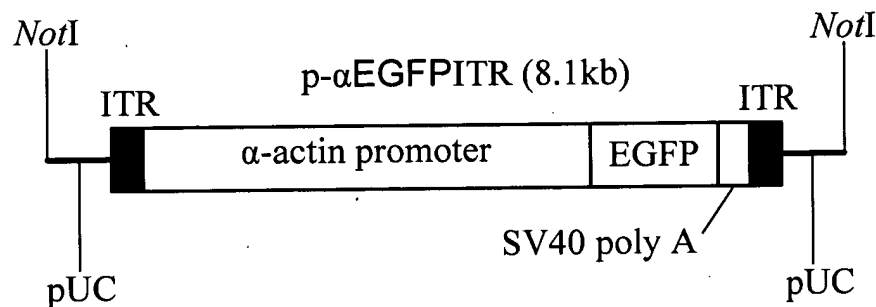 NotI
NotI
p-αEGFPITR (8.1kb)
ITR
ITR
α-actin promoter
EGFP
SV40 poly A
pUC
pUC